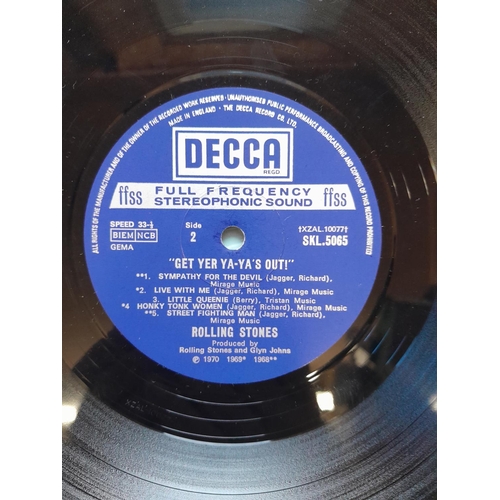 ALL RIGHTS OF THE MANUFACTURER AND OF THE OWNER OF THE RECORDED WORK RESERVED · UNAUTHORISED PUBLIC PERFORMANCE BROADCASTING AND COPYING OF THIS RECORD PROHIBITED
MADE IN ENGLAND · THE DECCA RECORD CO. LTD.
DECCA
REGD
ffss FULL FREQUENCY ffss
STEREOPHONIC SOUND
SPEED 33-⅓ Side †XZAL.10077†
BIEM NCB 2 SKL.5065
GEMA
"GET YER YA-YA'S OUT!"
**1. SYMPATHY FOR THE DEVIL (Jagger, Richard),
Mirage Music
*2. LIVE WITH ME (Jagger, Richard), Mirage Music
3. LITTLE QUEENIE (Berry), Tristan Music
*4 HONKY TONK WOMEN (Jagger, Richard), Mirage Music
**5. STREET FIGHTING MAN (Jagger, Richard),
Mirage Music
ROLLING STONES
Produced by
Rolling Stones and Glyn Johns
℗ 1970 1969* 1968**